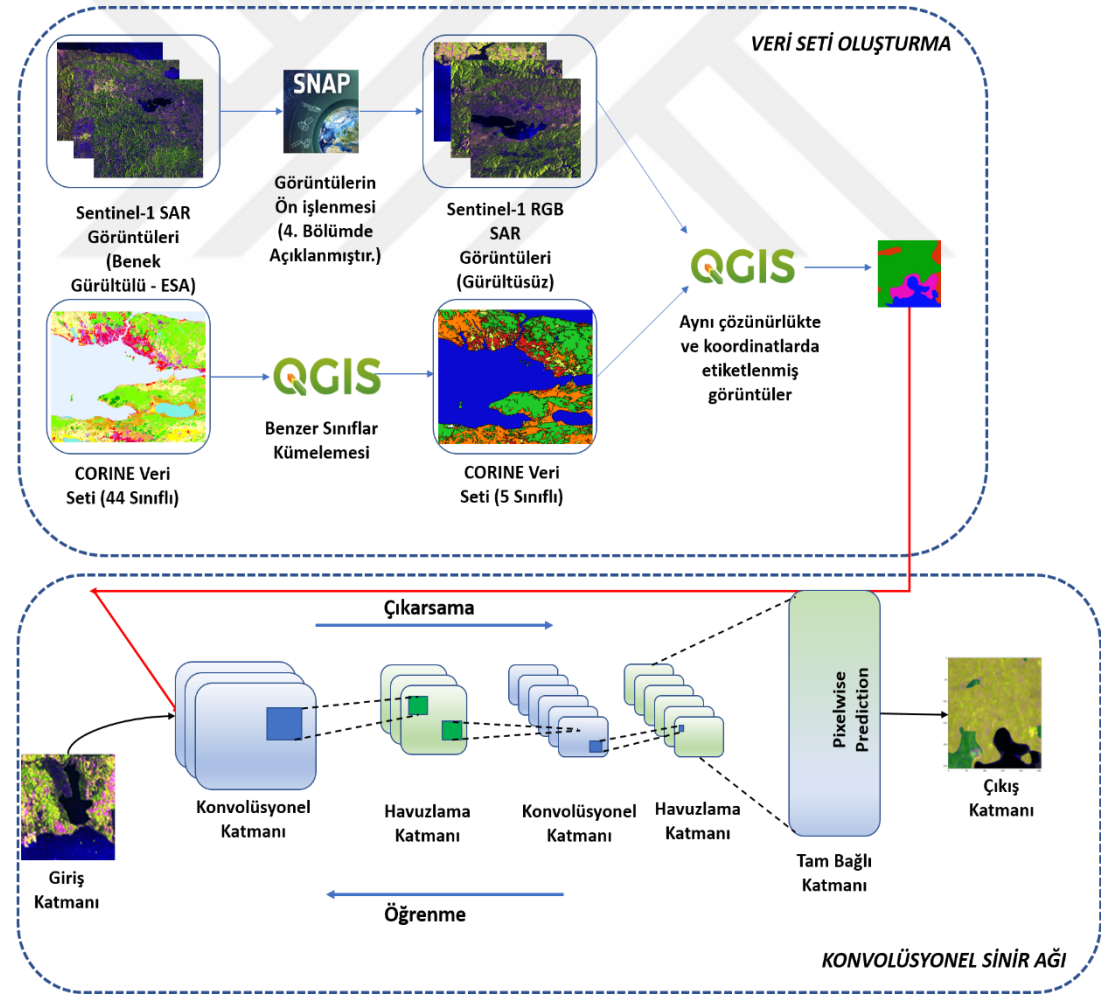 VERİ SETİ OLUŞTURMA
SNAP
Sentinel-1 SAR
Görüntüleri
(Benek
Gürültülü - ESA)
Görüntülerin
Ön işlenmesi
(4. Bölümde
Açıklanmıştır.)
Sentinel-1 RGB
SAR
Görüntüleri
(Gürültüsüz)
QGIS
Aynı çözünürlükte
ve koordinatlarda
etiketlenmiş
görüntüler
QGIS
Benzer Sınıflar
Kümelemesi
CORINE Veri
Seti (44 Sınıflı)
CORINE Veri
Seti (5 Sınıflı)
Çıkarsama
Konvolüsyonel
Katmanı
Havuzlama
Katmanı
Konvolüsyonel
Katmanı
Havuzlama
Katmanı
Pixelwise
Prediction
Tam Bağlı
Katmanı
Çıkış
Katmanı
Giriş
Katmanı
Öğrenme
KONVOLÜSYONEL SİNİR AĞI